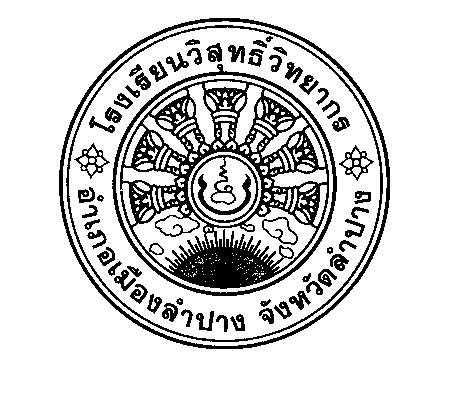 โรงเรียนวิสุทธิ์วิทยากร
อำเภอเมืองลำปาง จังหวัดลำปาง